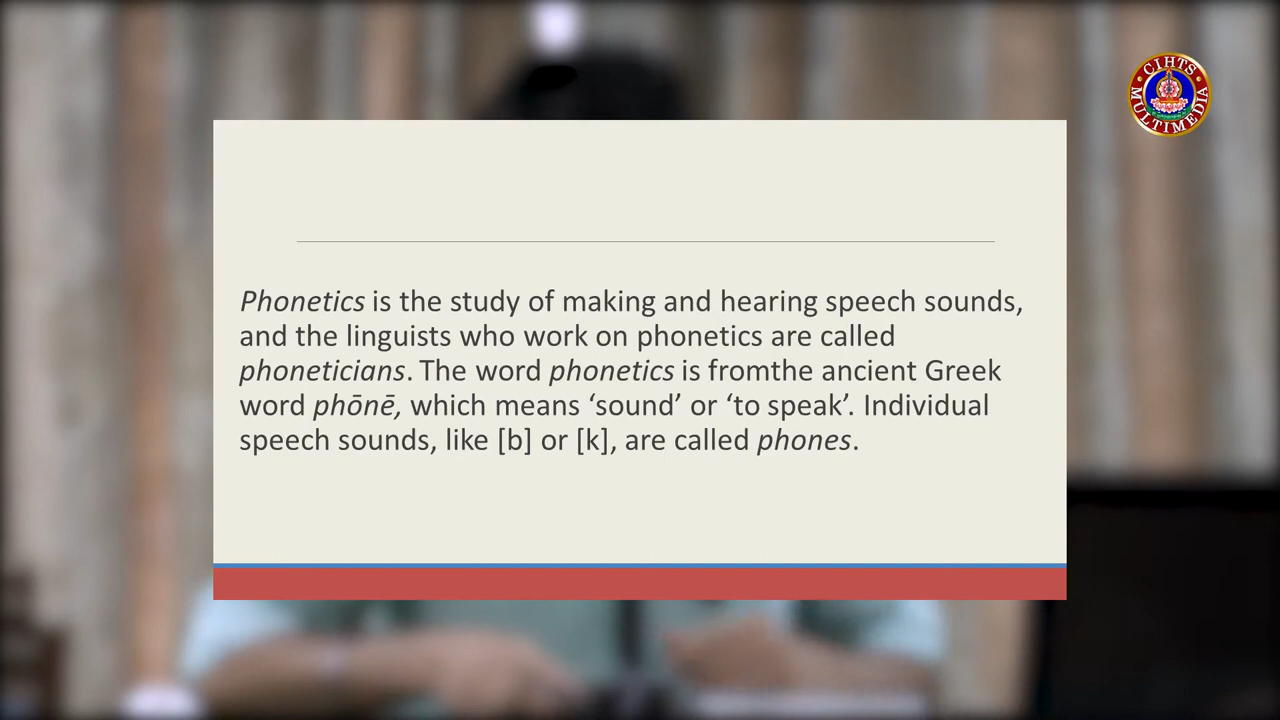 CIHTS
MULTIMEDIA
Phonetics is the study of making and hearing speech sounds,
and the linguists who work on phonetics are called
phoneticians. The word phonetics is fromthe ancient Greek
word phōnē, which means ‘sound’ or ‘to speak’. Individual
speech sounds, like [b] or [k], are called phones.